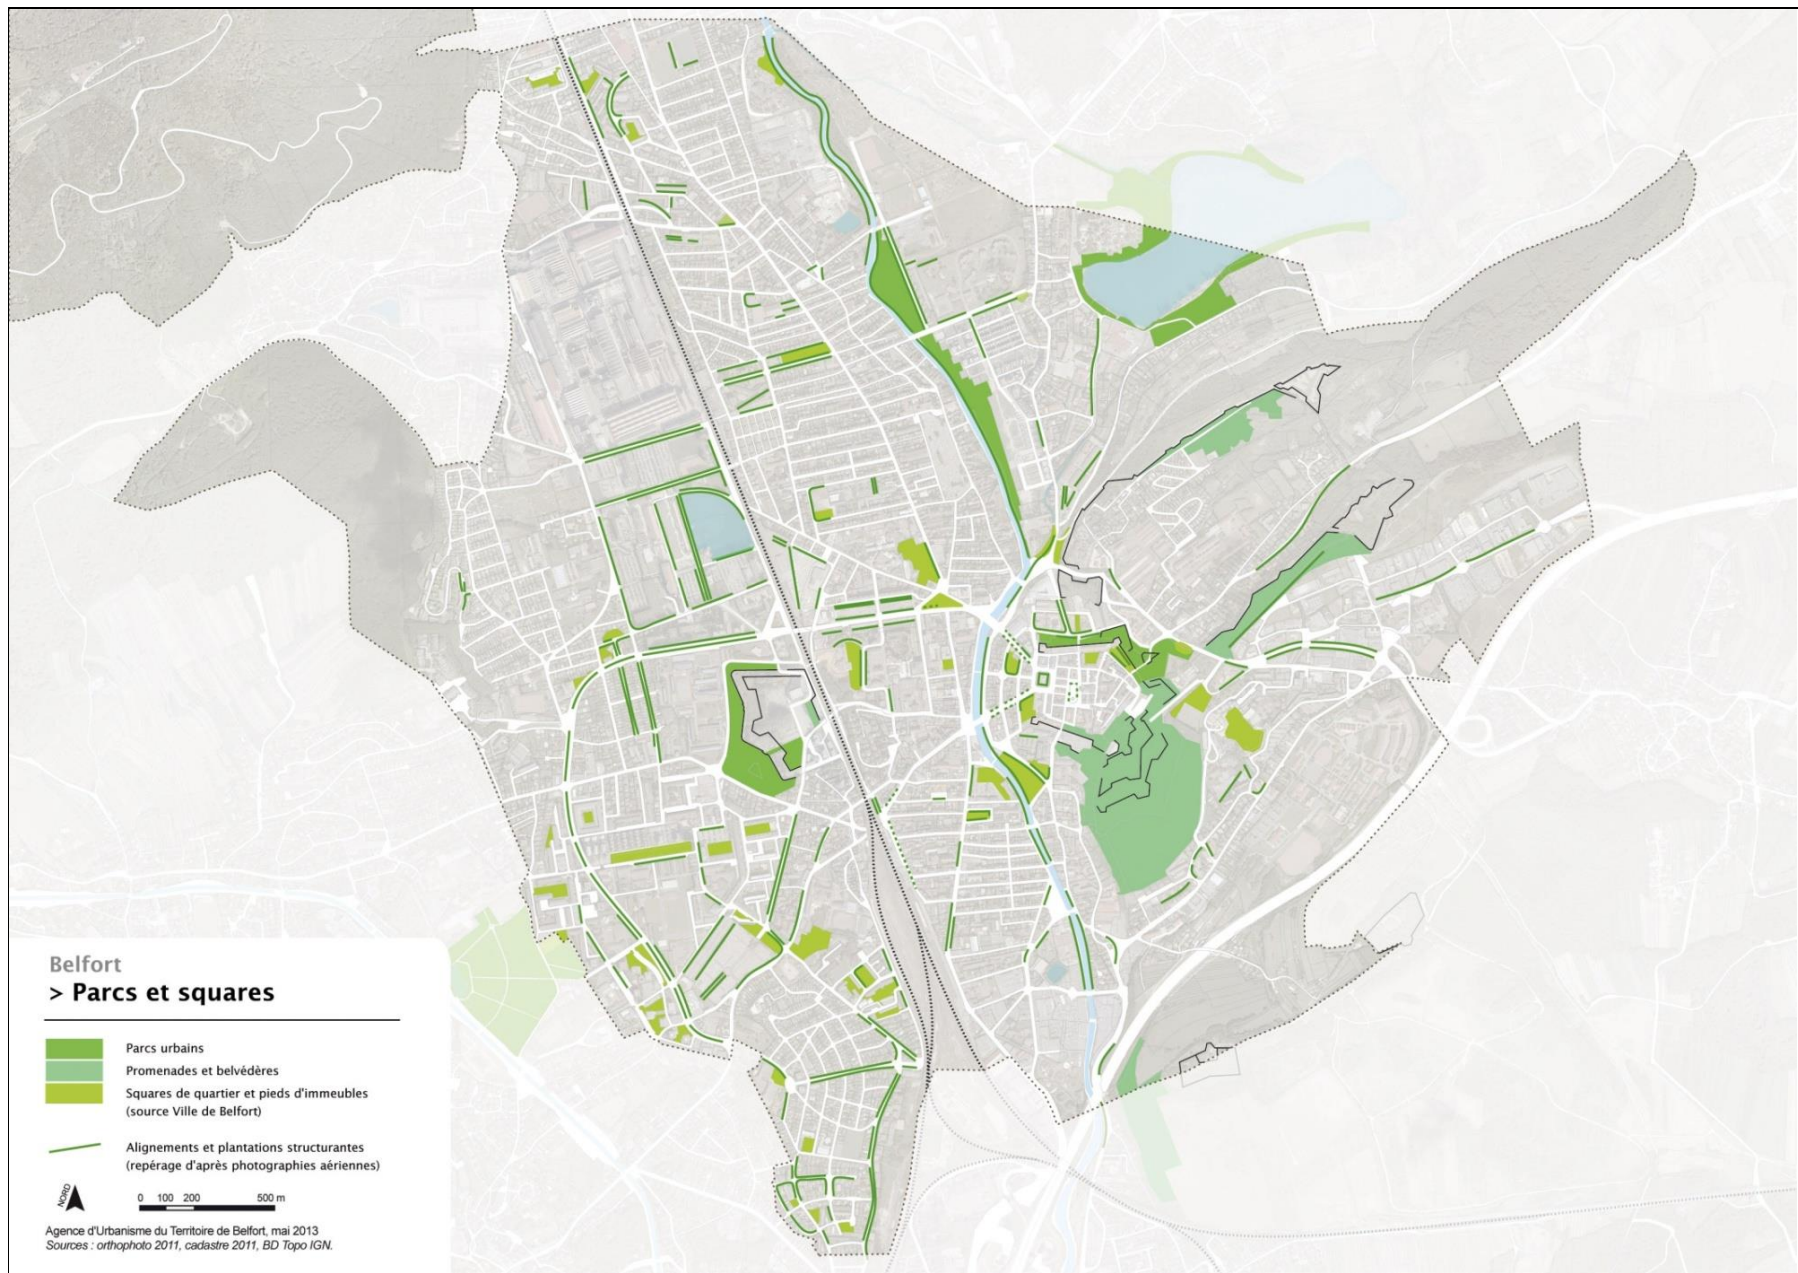 Belfort
> Parcs et squares
Parcs urbains
Promenades et belvédères
Squares de quartier et pieds d'immeubles
(source Ville de Belfort)
Alignements et plantations structurantes
(repérage d'après photographies aériennes)
NORD
0 100 200 500 m
Agence d'Urbanisme du Territoire de Belfort, mai 2013
Sources : orthophoto 2011, cadastre 2011, BD Topo IGN.